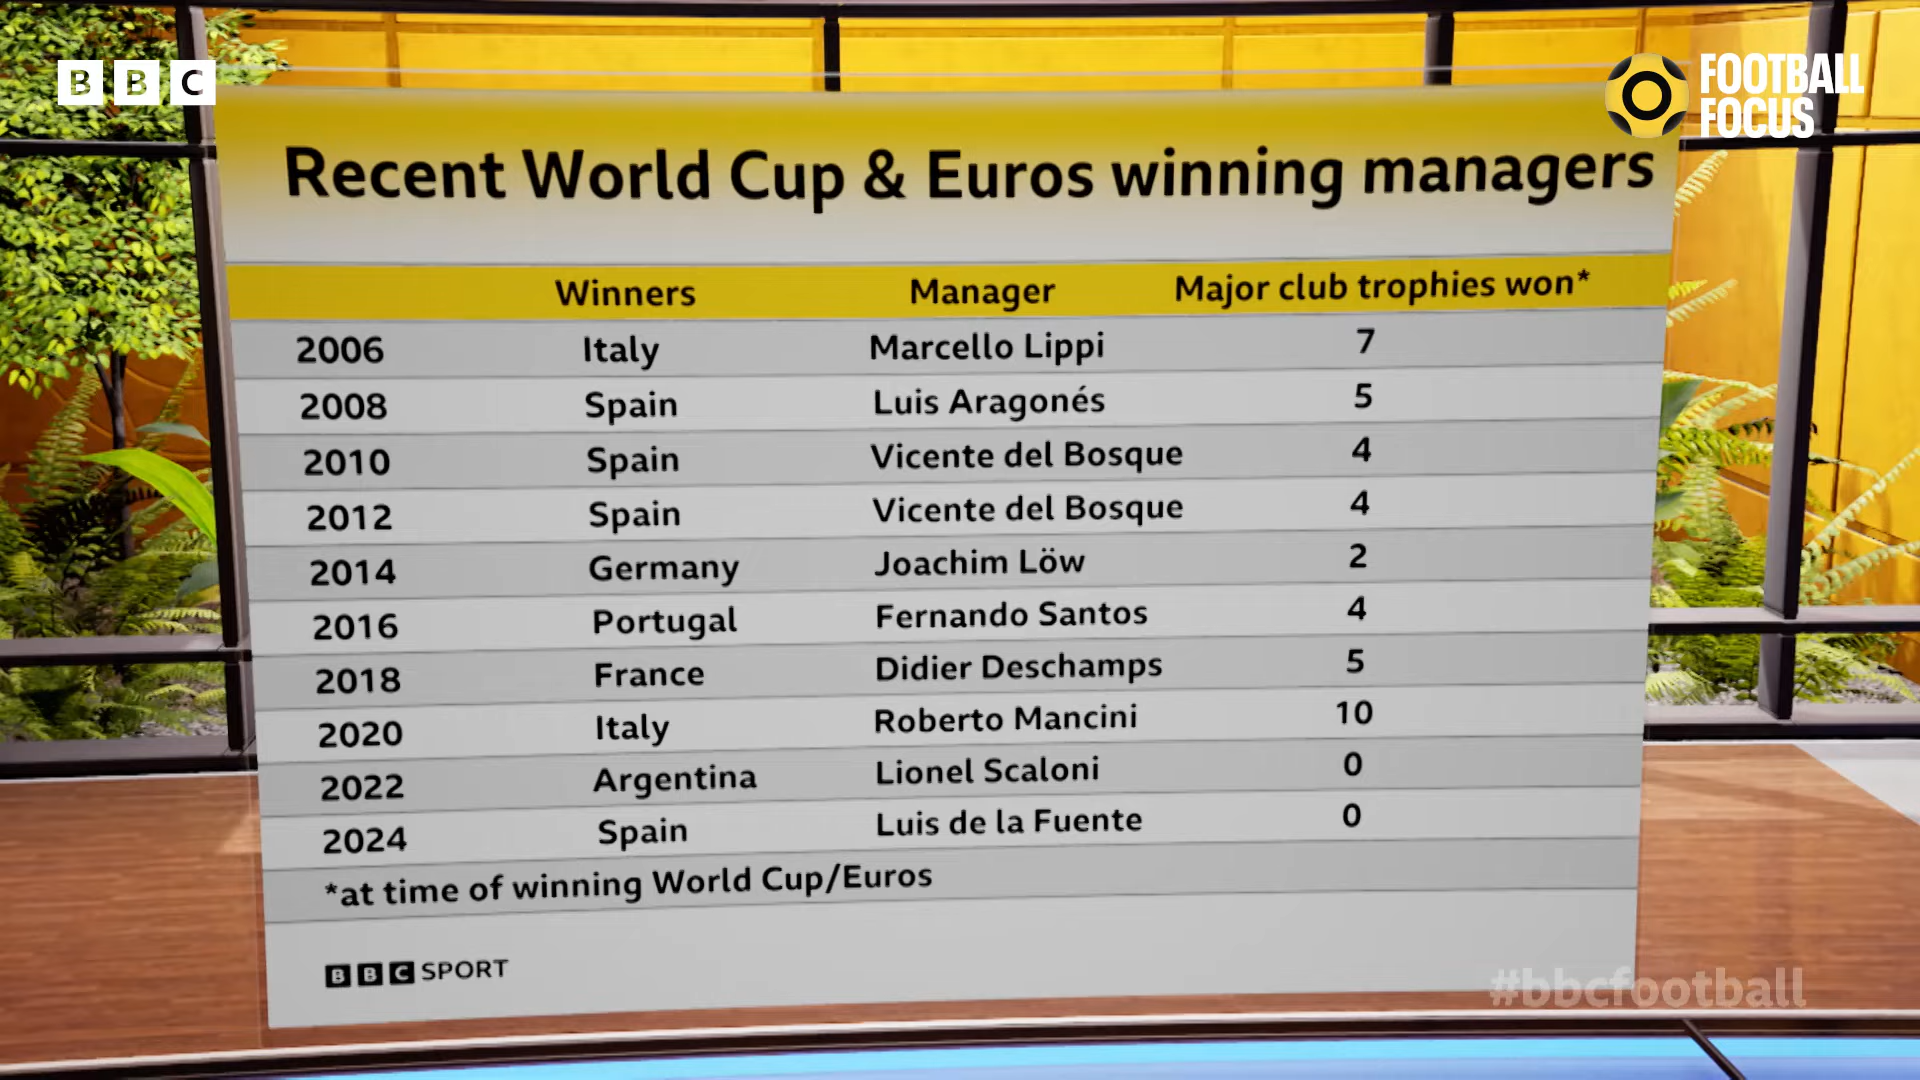 BBC
FOOTBALL
FOCUS
Recent World Cup & Euros winning managers
Winners Manager Major club trophies won*
2006 Italy Marcello Lippi 7
2008 Spain Luis Aragonés 5
2010 Spain Vicente del Bosque 4
2012 Spain Vicente del Bosque 4
2014 Germany Joachim Löw 2
2016 Portugal Fernando Santos 4
2018 France Didier Deschamps 5
2020 Italy Roberto Mancini 10
2022 Argentina Lionel Scaloni 0
2024 Spain Luis de la Fuente 0
*at time of winning World Cup/Euros
BBC SPORT
#bbcfootball